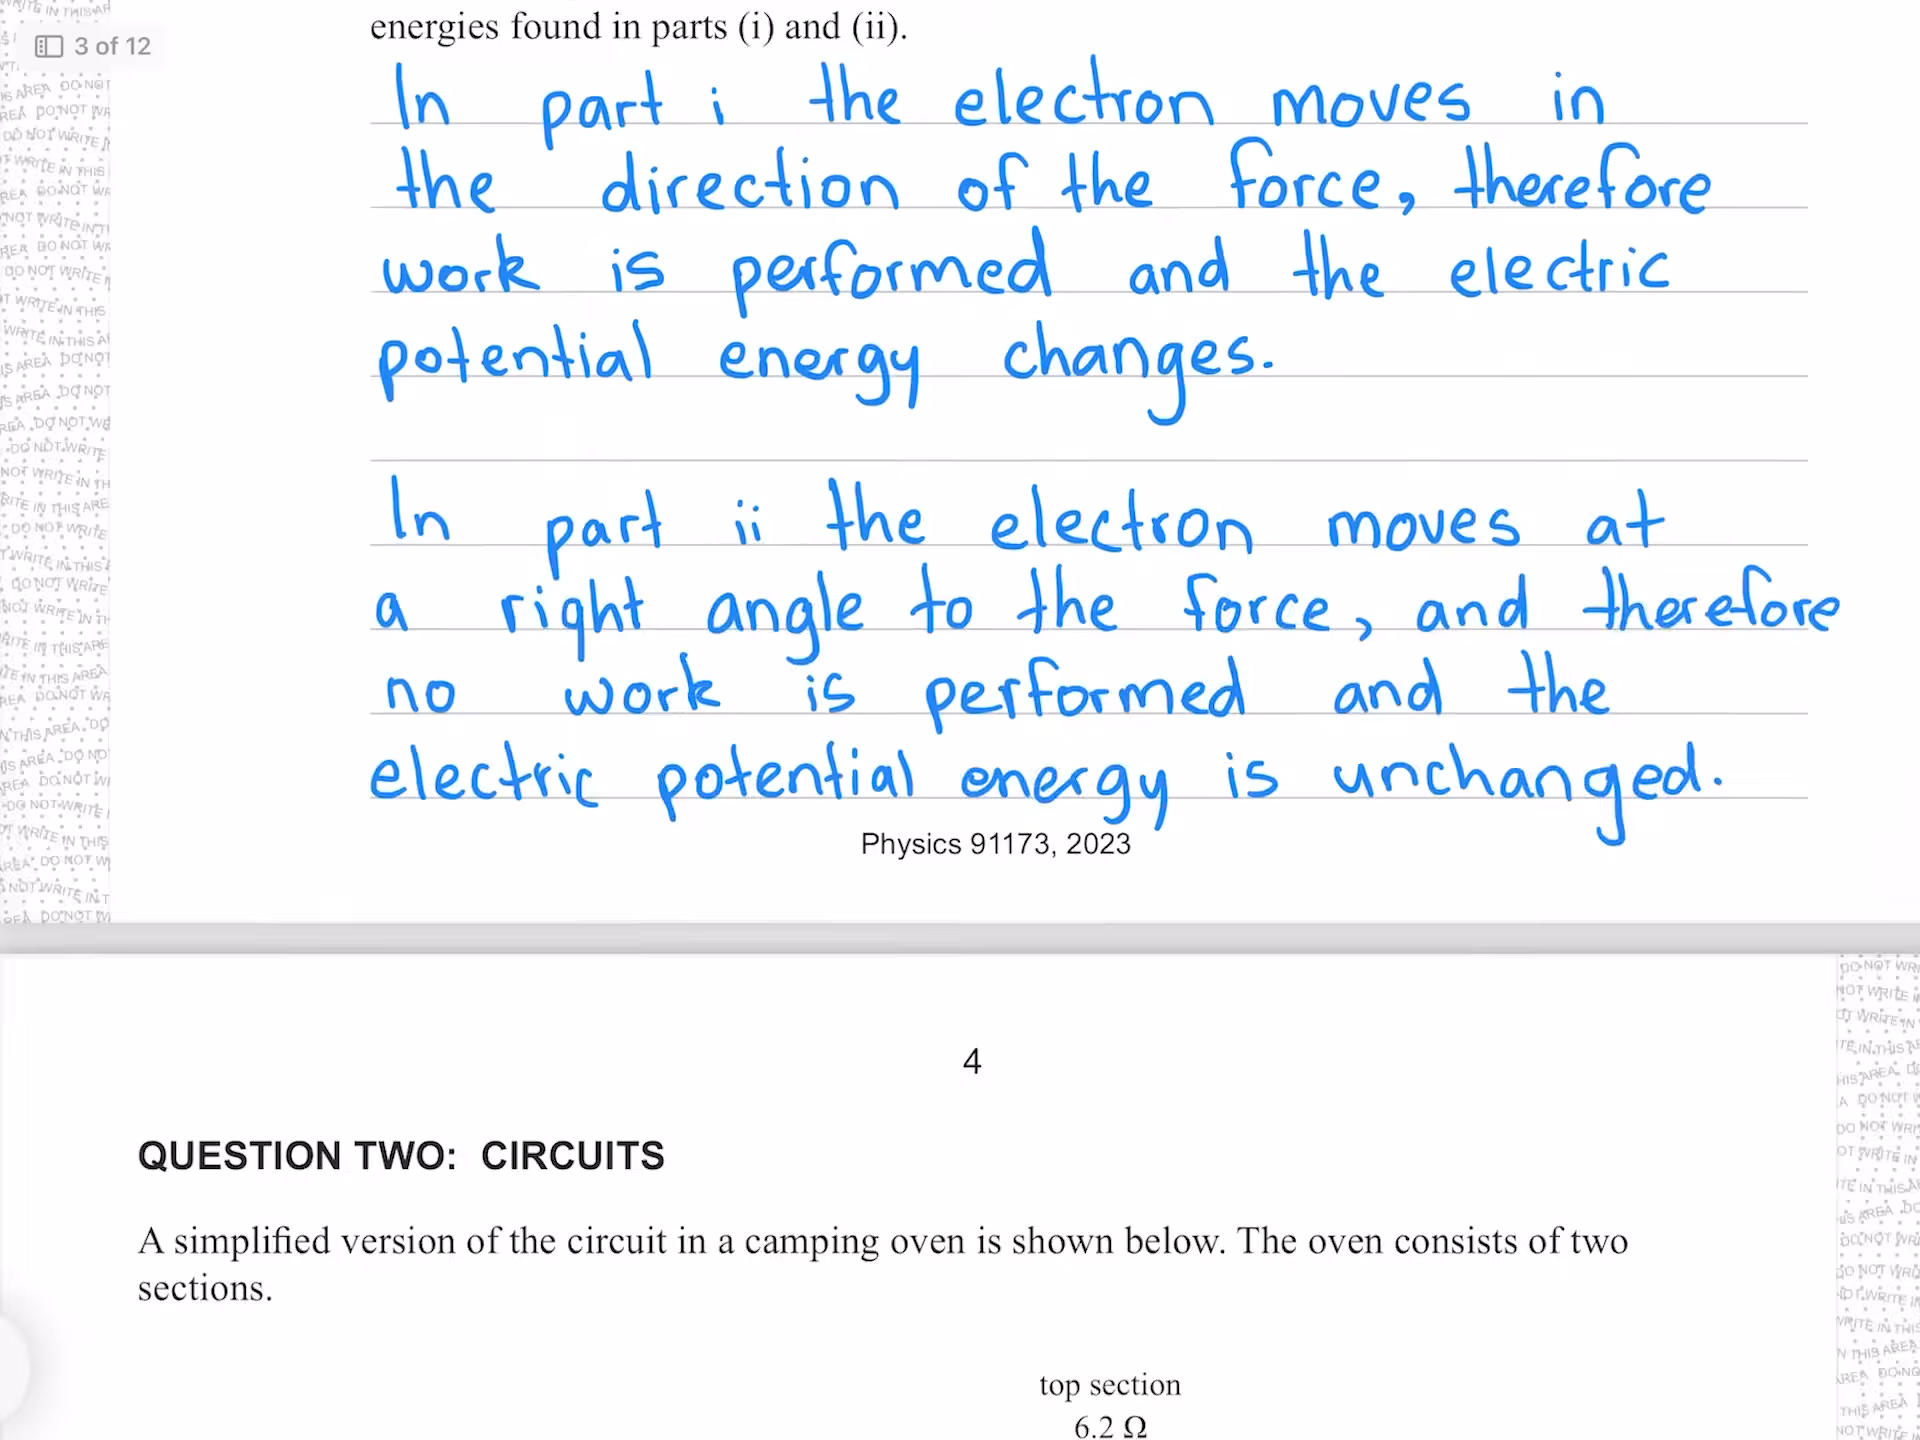 energies found in parts (i) and (ii).
3 of 12
In part i the electron moves in
the direction of the force, therefore
work is performed and the electric
potential energy changes.
In part ii the electron moves at
a right angle to the force, and therefore
no work is performed and the
electric potential energy is unchanged.
Physics 91173, 2023
4
QUESTION TWO: CIRCUITS
A simplified version of the circuit in a camping oven is shown below. The oven consists of two
sections.
top section
6.2 Ω